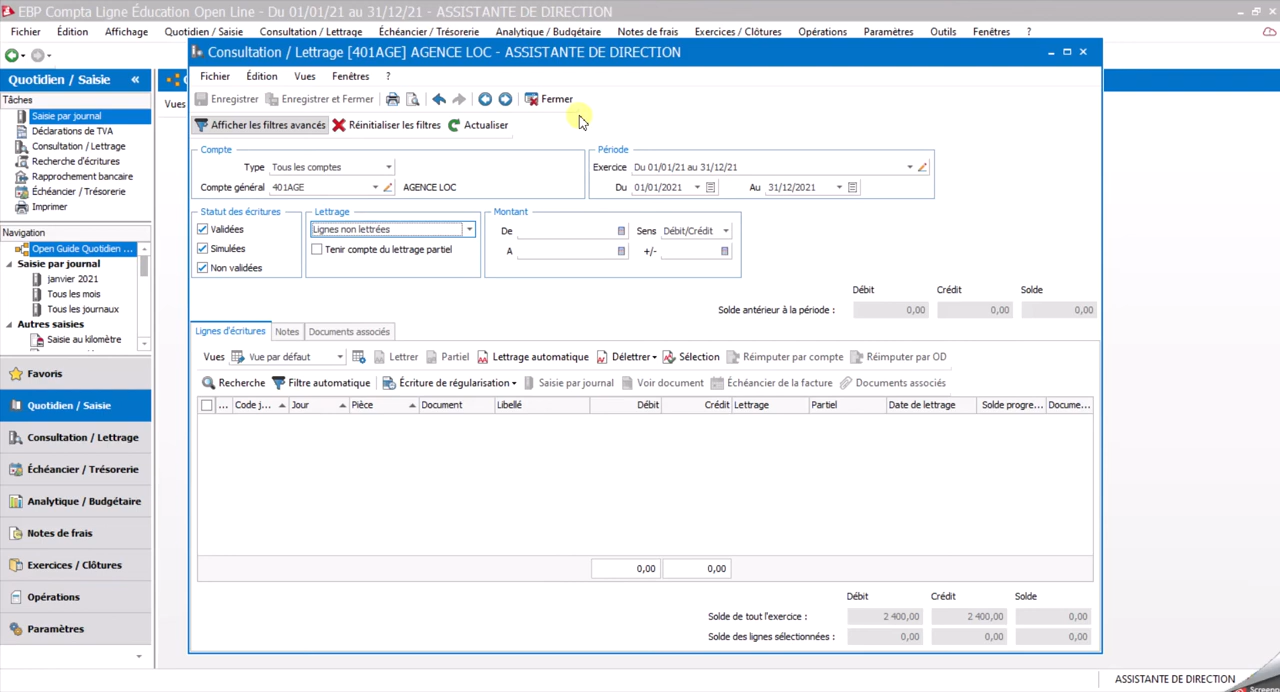 EBP Compta Ligne Éducation Open Line - Du 01/01/21 au 31/12/21 - ASSISTANTE DE DIRECTION
Fichier Édition Affichage Quotidien / Saisie Consultation / Lettrage Échéancier / Trésorerie Analytique / Budgétaire Notes de frais Exercices / Clôtures Opérations Paramètres Outils Fenêtres ?
Quotidien / Saisie «
Tâches
Saisie par journal
Déclarations de TVA
Consultation / Lettrage
Recherche d'écritures
Rapprochement bancaire
Échéancier / Trésorerie
Imprimer
Navigation
Open Guide Quotidien ...
Saisie par journal
janvier 2021
Tous les mois
Tous les journaux
Autres saisies
Saisie au kilomètre
Favoris
Quotidien / Saisie
Consultation / Lettrage
Échéancier / Trésorerie
Analytique / Budgétaire
Notes de frais
Exercices / Clôtures
Opérations
Paramètres
Vues
Consultation / Lettrage [401AGE] AGENCE LOC - ASSISTANTE DE DIRECTION
Fichier Édition Vues Fenêtres ?
Enregistrer Enregistrer et Fermer Fermer
Afficher les filtres avancés Réinitialiser les filtres Actualiser
Compte
Type Tous les comptes
Compte général 401AGE AGENCE LOC
Période
Exercice Du 01/01/21 au 31/12/21
Du 01/01/2021 Au 31/12/2021
Statut des écritures
Validées
Simulées
Non validées
Lettrage
Lignes non lettrées
Tenir compte du lettrage partiel
Montant
De Sens Débit/Crédit
A +/-
Débit Crédit Solde
Solde antérieur à la période : 0,00 0,00 0,00
Lignes d'écritures Notes Documents associés
Vues Vue par défaut Lettrer Partiel Lettrage automatique Délettrer Sélection Réimputer par compte Réimputer par OD
Recherche Filtre automatique Écriture de régularisation Saisie par journal Voir document Échéancier de la facture Documents associés
... Code j... Jour Pièce Document Libellé Débit Crédit Lettrage Partiel Date de lettrage Solde progre... Docume...
0,00 0,00
Débit Crédit Solde
Solde de tout l'exercice : 2 400,00 2 400,00 0,00
Solde des lignes sélectionnées : 0,00 0,00 0,00
ASSISTANTE DE DIRECTION